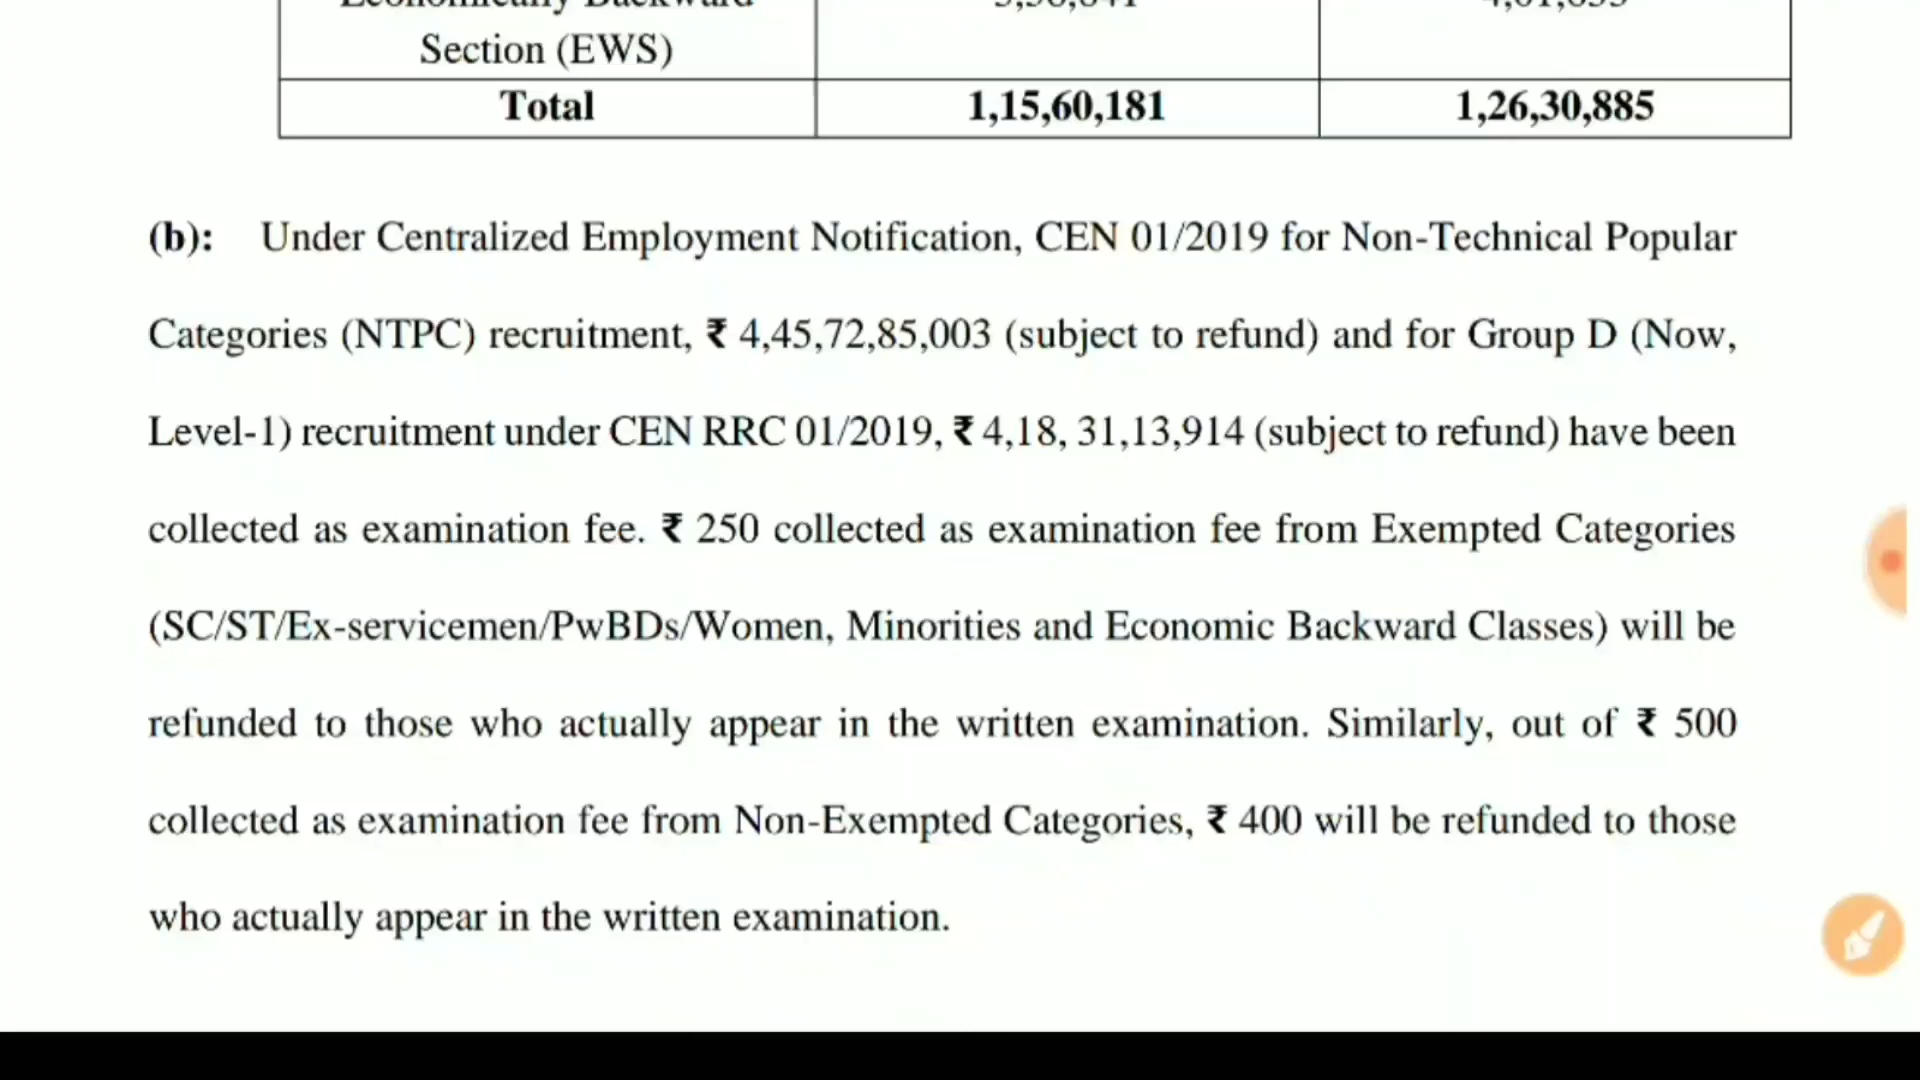 Section (EWS)
Total 1,15,60,181 1,26,30,885
(b): Under Centralized Employment Notification, CEN 01/2019 for Non-Technical Popular
Categories (NTPC) recruitment, ₹ 4,45,72,85,003 (subject to refund) and for Group D (Now,
Level-1) recruitment under CEN RRC 01/2019, ₹ 4,18, 31,13,914 (subject to refund) have been
collected as examination fee. ₹ 250 collected as examination fee from Exempted Categories
(SC/ST/Ex-servicemen/PwBDs/Women, Minorities and Economic Backward Classes) will be
refunded to those who actually appear in the written examination. Similarly, out of ₹ 500
collected as examination fee from Non-Exempted Categories, ₹ 400 will be refunded to those
who actually appear in the written examination.